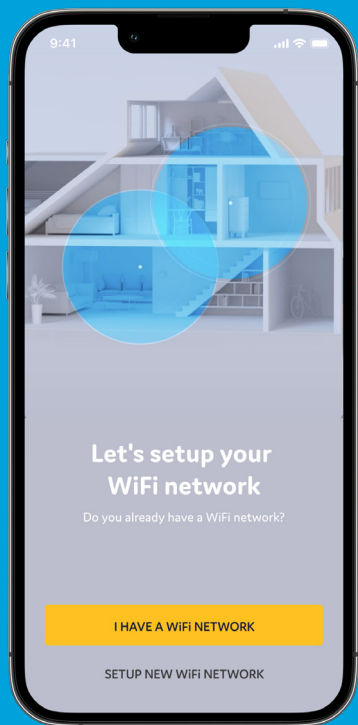 9:41
Let's setup your
WiFi network
Do you already have a WiFi network?
I HAVE A WiFi NETWORK
SETUP NEW WiFi NETWORK